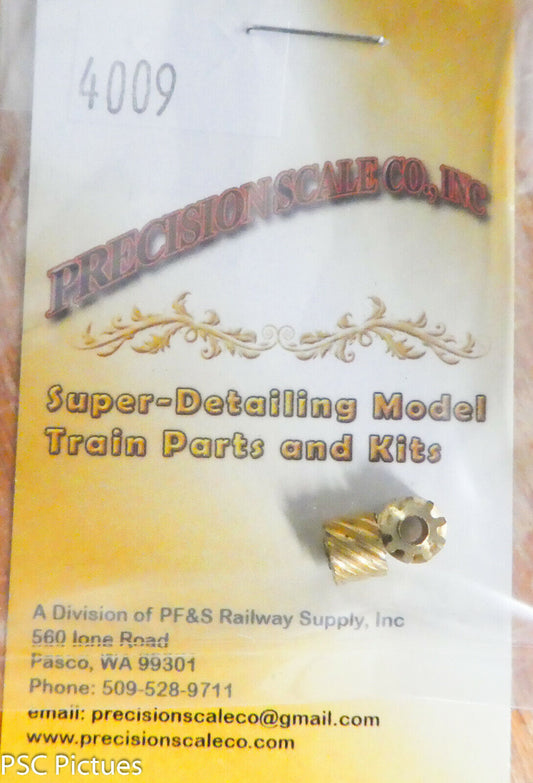 4009
PRECISION SCALE CO., INC
Super-Detailing Model
Train Parts and Kits
A Division of PF&S Railway Supply, Inc
560 Ione Road
Pasco, WA 99301
Phone: 509-528-9711
email: precisionscaleco@gmail.com
www.precisionscaleco.com
PSC Pictues